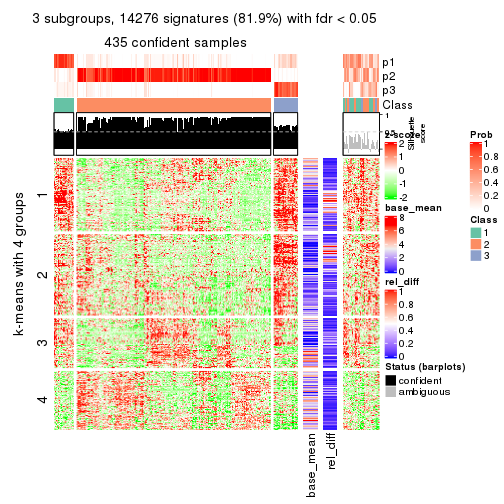 3 subgroups, 14276 signatures (81.9%) with fdr < 0.05
435 confident samples
p1
p2
p3
Class
1
0.5
Silhouette
score
k-means with 4 groups
1
2
3
4
base_mean
rel_diff
z-score
2
1
0
-1
-2
base_mean
8
6
4
2
0
rel_diff
1
0.8
0.6
0.4
0.2
0
Status (barplots)
confident
ambiguous
Prob
1
0.8
0.6
0.4
0.2
0
Class
1
2
3